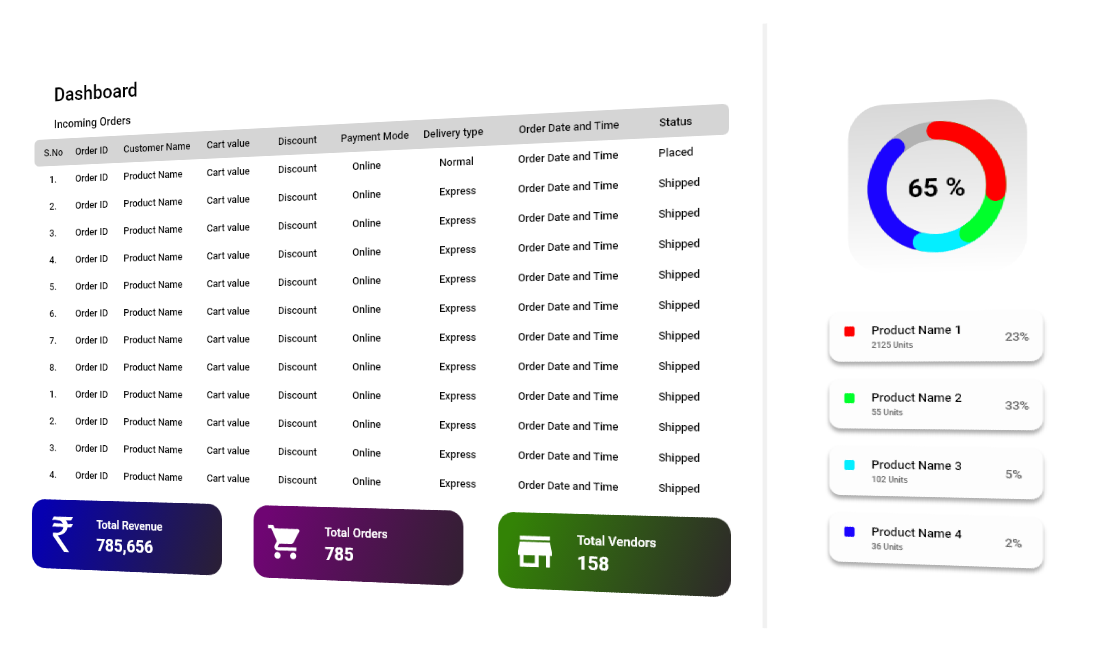 Dashboard
Incoming Orders
S.No Order ID Customer Name Cart value Discount Payment Mode Delivery type Order Date and Time Status
1. Order ID Product Name Cart value Discount Online Normal Order Date and Time Placed
2. Order ID Product Name Cart value Discount Online Express Order Date and Time Shipped
3. Order ID Product Name Cart value Discount Online Express Order Date and Time Shipped
4. Order ID Product Name Cart value Discount Online Express Order Date and Time Shipped
5. Order ID Product Name Cart value Discount Online Express Order Date and Time Shipped
6. Order ID Product Name Cart value Discount Online Express Order Date and Time Shipped
7. Order ID Product Name Cart value Discount Online Express Order Date and Time Shipped
8. Order ID Product Name Cart value Discount Online Express Order Date and Time Shipped
1. Order ID Product Name Cart value Discount Online Express Order Date and Time Shipped
2. Order ID Product Name Cart value Discount Online Express Order Date and Time Shipped
3. Order ID Product Name Cart value Discount Online Express Order Date and Time Shipped
4. Order ID Product Name Cart value Discount Online Express Order Date and Time Shipped
₹ Total Revenue
785,656
Total Orders
785
Total Vendors
158
65 %
Product Name 1
2125 Units
23%
Product Name 2
55 Units
33%
Product Name 3
102 Units
5%
Product Name 4
36 Units
2%